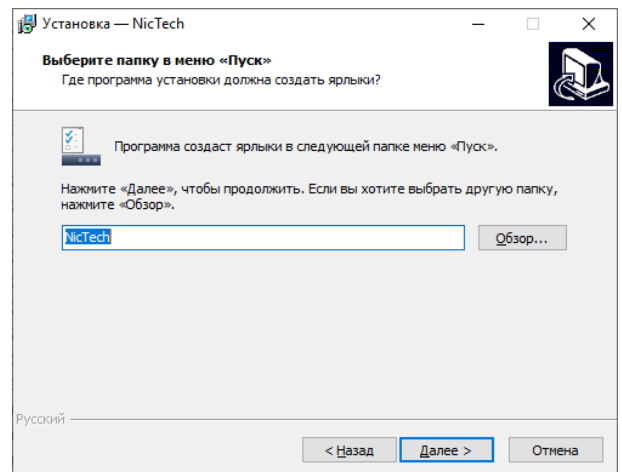 Установка — NicTech
Выберите папку в меню «Пуск»
Где программа установки должна создать ярлыки?
Программа создаст ярлыки в следующей папке меню «Пуск».
Нажмите «Далее», чтобы продолжить. Если вы хотите выбрать другую папку,
нажмите «Обзор».
NicTech
Обзор...
Русский
< Назад
Далее >
Отмена